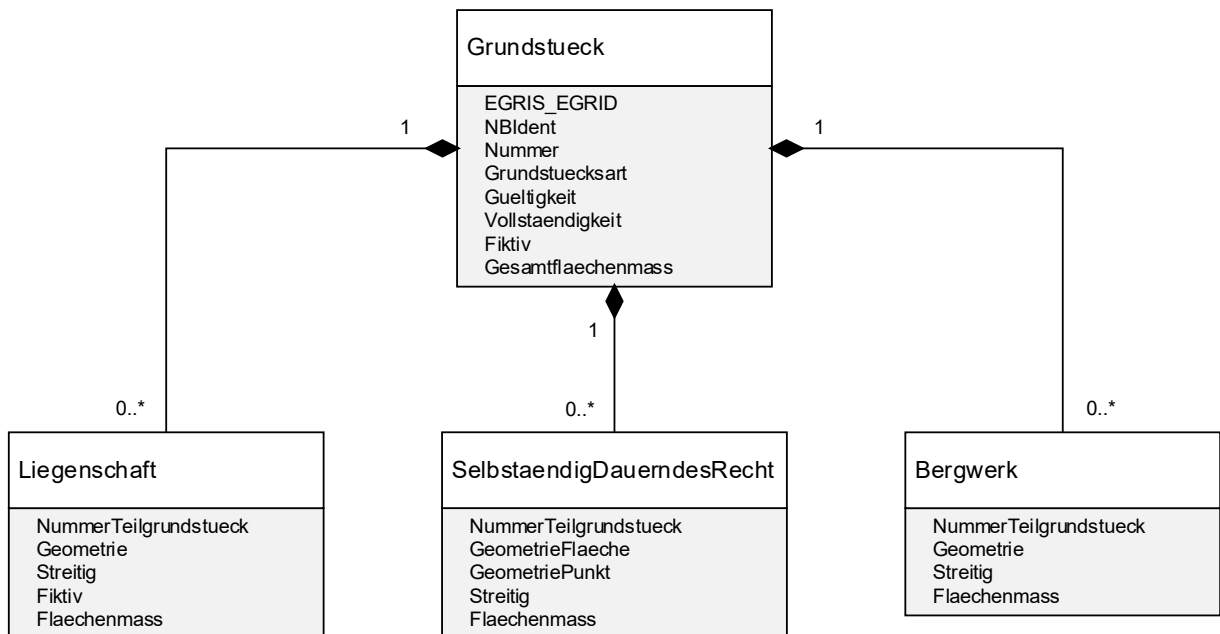 Grundstueck
EGRIS_EGRID
NBIdent
Nummer
Grundstuecksart
Gueltigkeit
Vollstaendigkeit
Fiktiv
Gesamtflaechenmass
1
1
1
0..*
0..*
0..*
Liegenschaft
NummerTeilgrundstueck
Geometrie
Streitig
Fiktiv
Flaechenmass
SelbstaendigDauerndesRecht
NummerTeilgrundstueck
GeometrieFlaeche
GeometriePunkt
Streitig
Flaechenmass
Bergwerk
NummerTeilgrundstueck
Geometrie
Streitig
Flaechenmass